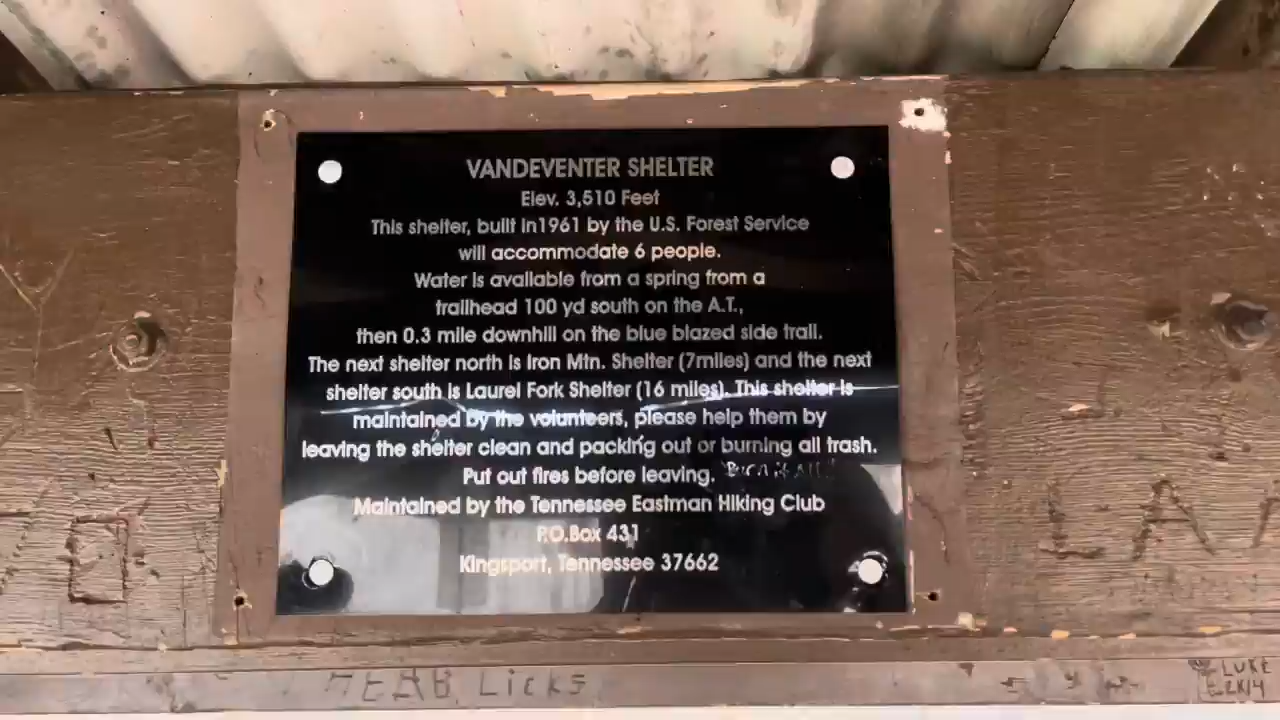 VANDEVENTER SHELTER
Elev. 3,510 Feet
This shelter, built in1961 by the U.S. Forest Service
will accommodate 6 people.
Water is available from a spring from a
trailhead 100 yd south on the A.T.,
then 0.3 mile downhill on the blue blazed side trail.
The next shelter north is Iron Mtn. Shelter (7miles) and the next
shelter south is Laurel Fork Shelter (16 miles). This shelter is
maintained by the volunteers, please help them by
leaving the shelter clean and packing out or burning all trash.
Put out fires before leaving. Burn it all!
Maintained by the Tennessee Eastman Hiking Club
P.O.Box 431
Kingsport, Tennessee 37662
LA
Licks
LUKE
2K14